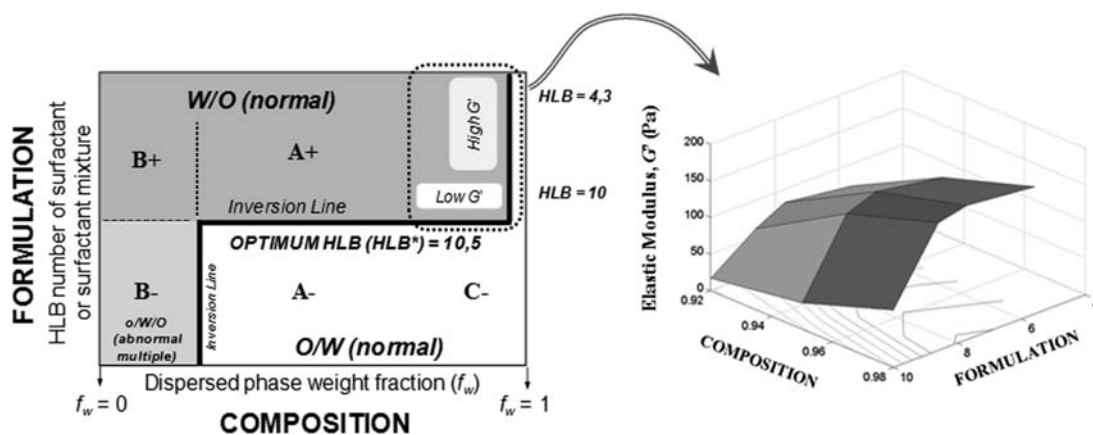 FORMULATION
HLB number of surfactant
or surfactant mixture
W/O (normal)
High G'
HLB = 4,3
B+
A+
Low G'
HLB = 10
Inversion Line
OPTIMUM HLB (HLB*) = 10,5
B-
A-
C-
Inversion Line
o/W/O
(abnormal
multiple)
O/W (normal)
Dispersed phase weight fraction (fw)
fw = 0
fw = 1
COMPOSITION
Elastic Modulus, G' (Pa)
200
150
100
50
0
0.92
0.94
0.96
0.98
COMPOSITION
10
8
6
FORMULATION